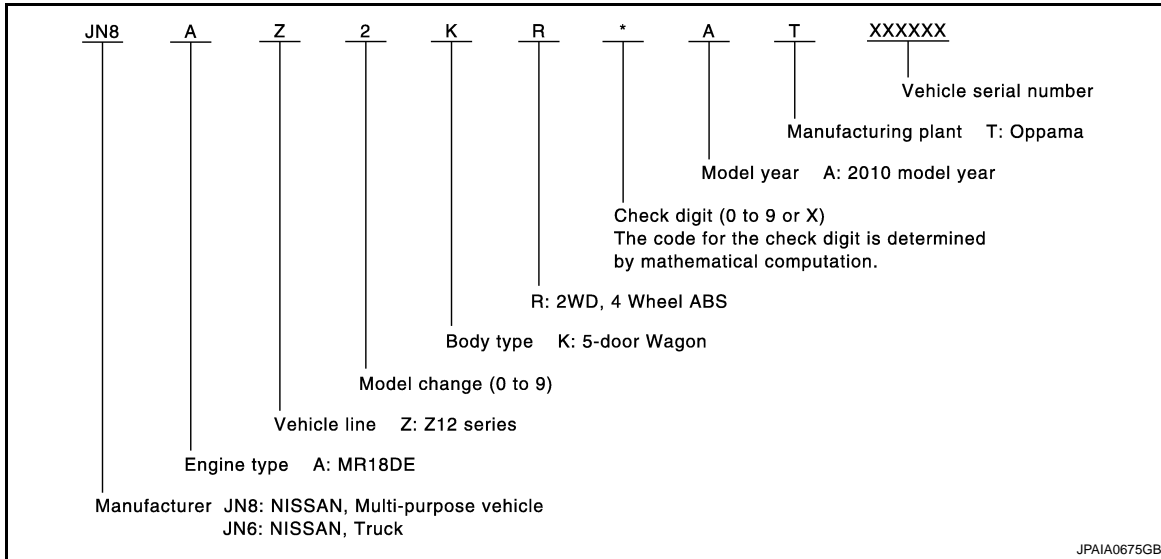 JN8 A Z 2 K R * A T XXXXXX
Vehicle serial number
Manufacturing plant T: Oppama
Model year A: 2010 model year
Check digit (0 to 9 or X)
The code for the check digit is determined
by mathematical computation.
R: 2WD, 4 Wheel ABS
Body type K: 5-door Wagon
Model change (0 to 9)
Vehicle line Z: Z12 series
Engine type A: MR18DE
Manufacturer JN8: NISSAN, Multi-purpose vehicle
JN6: NISSAN, Truck
JPAIA0675GB